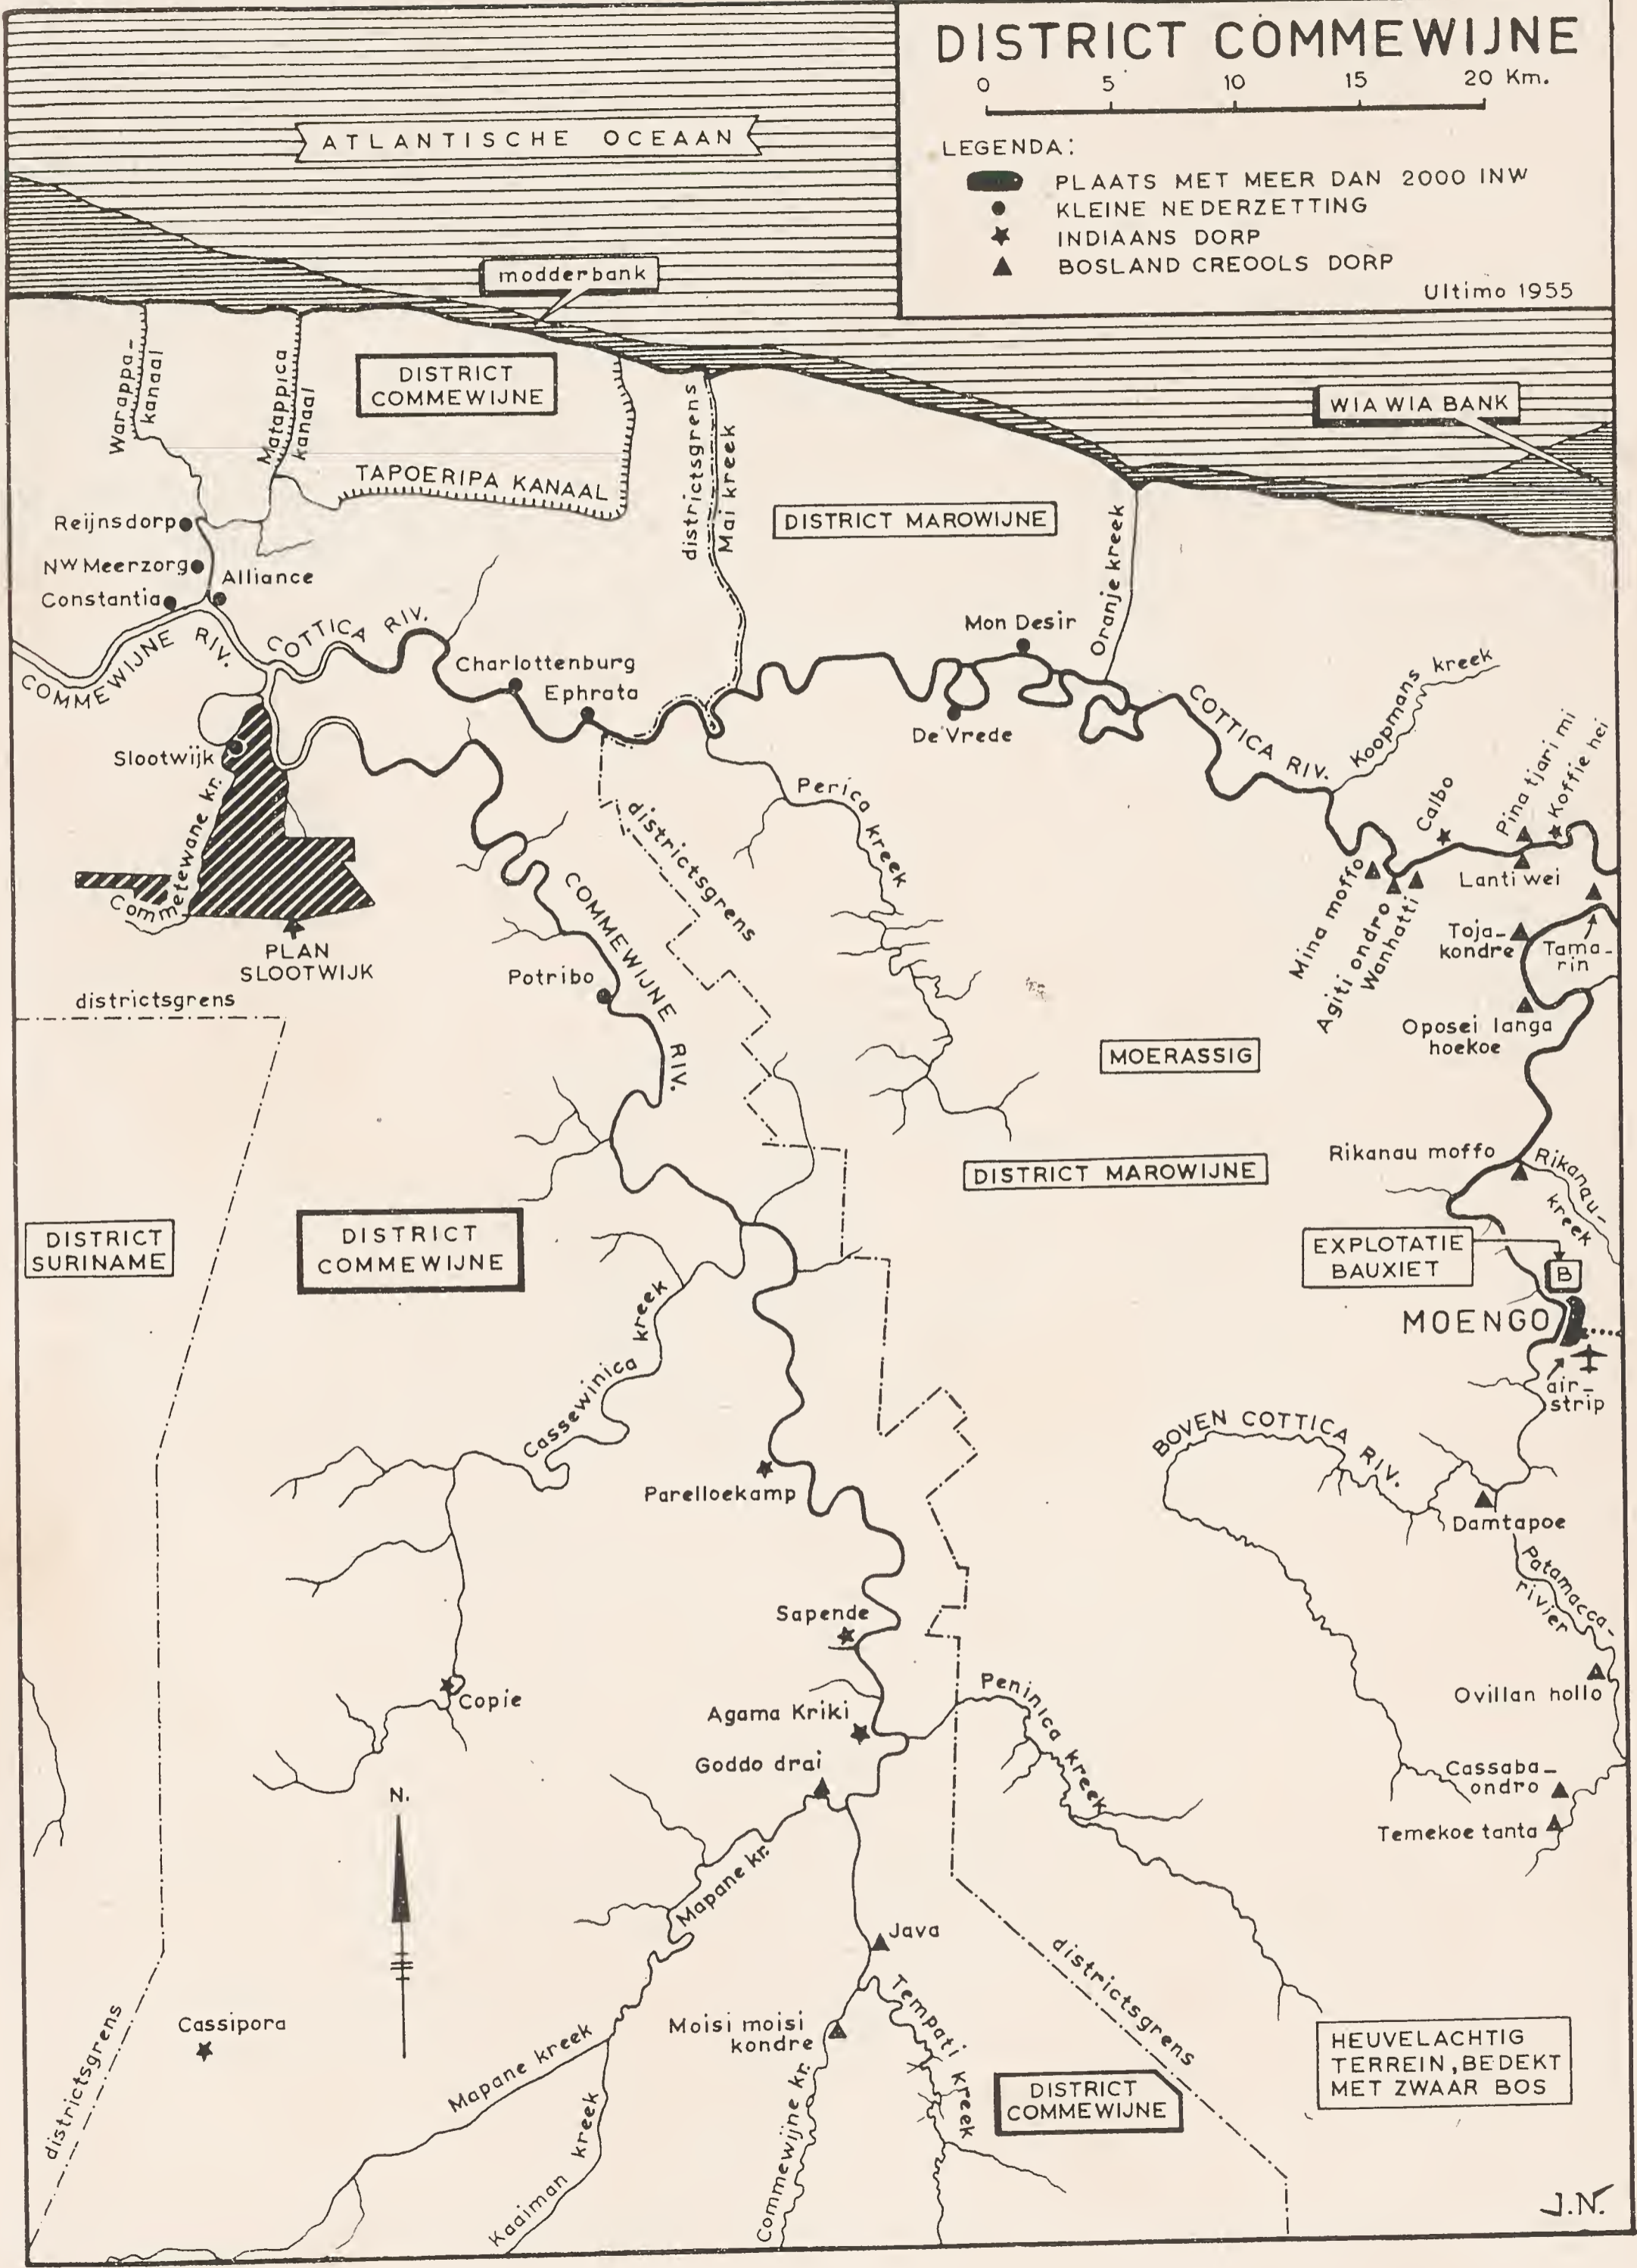 DISTRICT COMMEWIJNE
0 5 10 15 20 Km.
LEGENDA:
PLAATS MET MEER DAN 2000 INW
KLEINE NEDERZETTING
INDIAANS DORP
BOSLAND CREOOLS DORP
Ultimo 1955
ATLANTISCHE OCEAAN
modderbank
WIA WIA BANK
Warappa-
kanaal
Matappica
kanaal
DISTRICT
COMMEWIJNE
TAPOERIPA KANAAL
districtsgrens
Mai kreek
DISTRICT MAROWIJNE
Oranje kreek
Reijnsdorp
NW Meerzorg
Alliance
Constantia
COMMEWIJNE RIV.
COTTICA RIV.
Charlottenburg
Ephrata
Mon Desir
De Vrede
COTTICA RIV.
Koopmans kreek
Slootwijk
Commetewane kr.
PLAN
SLOOTWIJK
districtsgrens
Perica kreek
districtsgrens
COMMEWIJNE RIV.
Potribo
Calbo
Pina tjari mi
Koffie hei
Mina moffo
Agiti ondro
Wanhatti
Lanti wei
Toja-
kondre
Tama-
rin
Oposei langa
hoekoe
MOERASSIG
DISTRICT MAROWIJNE
Rikanau moffo
Rikanau-
kreek
DISTRICT
SURINAME
DISTRICT
COMMEWIJNE
EXPLOTATIE
BAUXIET
B
MOENGO
air-
strip
Cassewinica kreek
BOVEN COTTICA RIV.
Parelloekamp
Damtapoe
Patamacca-
rivier
Sapende
Copie
Agama Kriki
Peninica kreek
Ovillan hollo
Goddo drai
Cassaba-
ondro
Temekoe tanta
N.
Mapane kr.
Java
districtsgrens
Cassipora
Moisi moisi
kondre
Tempati kreek
HEUVELACHTIG
TERREIN, BEDEKT
MET ZWAAR BOS
districtsgrens
Mapane kreek
Kaaiman kreek
Commewijne kr.
DISTRICT
COMMEWIJNE
J.N.